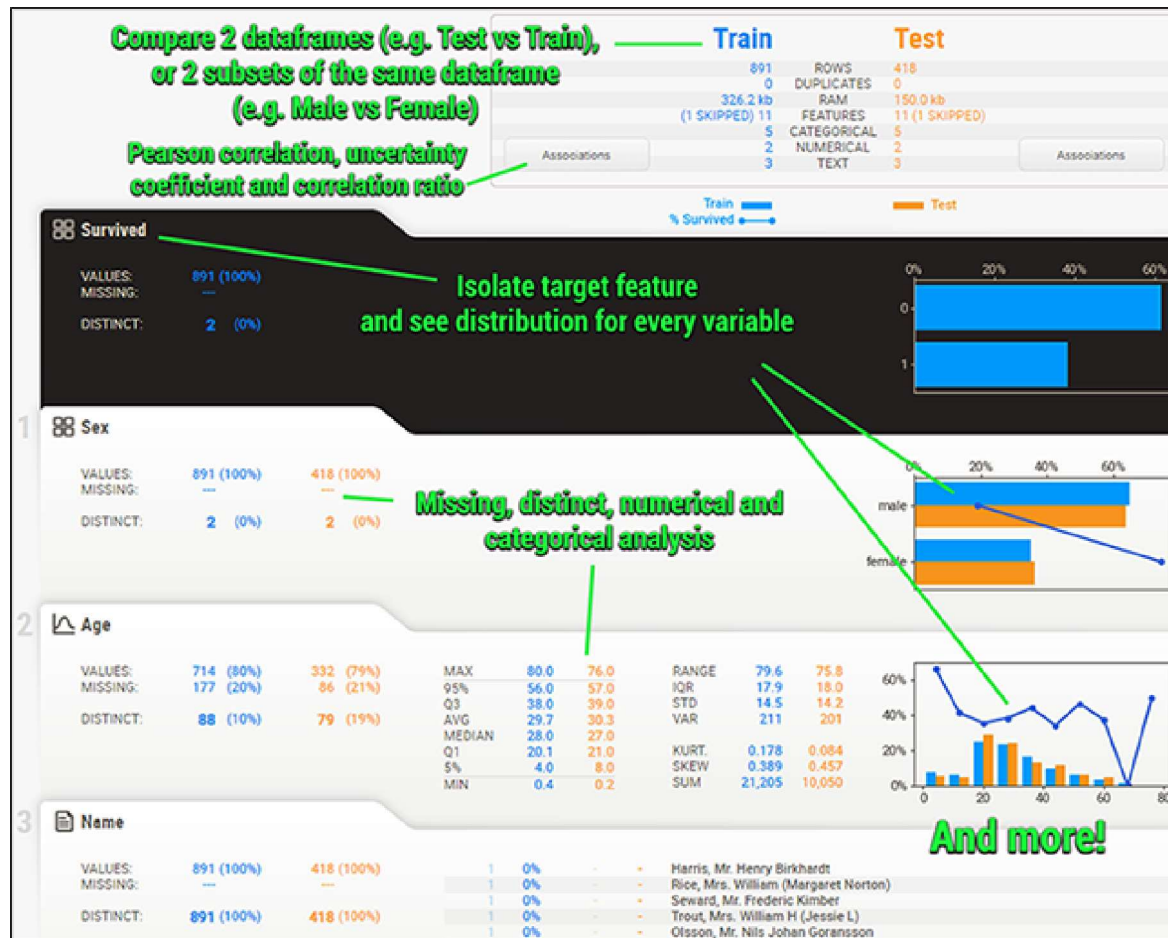 Compare 2 dataframes (e.g. Test vs Train),
or 2 subsets of the same dataframe
(e.g. Male vs Female)
Pearson correlation, uncertainty
coefficient and correlation ratio
Train Test
891 ROWS 418
0 DUPLICATES 0
326.2 kb RAM 150.0 kb
(1 SKIPPED) 11 FEATURES 11 (1 SKIPPED)
5 CATEGORICAL 5
2 NUMERICAL 2
3 TEXT 3
Associations Associations
Train Test
% Survived
Survived
VALUES: 891 (100%)
MISSING: ---
DISTINCT: 2 (0%)
Isolate target feature
and see distribution for every variable
0% 20% 40% 60%
0
1
1 Sex
VALUES: 891 (100%) 418 (100%)
MISSING: --- ---
DISTINCT: 2 (0%) 2 (0%)
Missing, distinct, numerical and
categorical analysis
0% 20% 40% 60%
male
female
2 Age
VALUES: 714 (80%) 332 (79%)
MISSING: 177 (20%) 86 (21%)
DISTINCT: 88 (10%) 79 (19%)
MAX 80.0 76.0
95% 56.0 57.0
Q3 38.0 39.0
AVG 29.7 30.3
MEDIAN 28.0 27.0
Q1 20.1 21.0
5% 4.0 8.0
MIN 0.4 0.2
RANGE 79.6 75.8
IQR 17.9 18.0
STD 14.5 14.2
VAR 211 201
KURT. 0.178 0.084
SKEW 0.389 0.457
SUM 21,205 10,050
60%
40%
20%
0%
0 20 40 60 80
And more!
3 Name
VALUES: 891 (100%) 418 (100%)
MISSING: --- ---
DISTINCT: 891 (100%) 418 (100%)
1 0% - - Harris, Mr. Henry Birkhardt
1 0% - - Rice, Mrs. William (Margaret Norton)
1 0% - - Seward, Mr. Frederic Kimber
1 0% - - Trout, Mrs. William H (Jessie L)
1 0% - - Olsson, Mr. Nils Johan Goransson